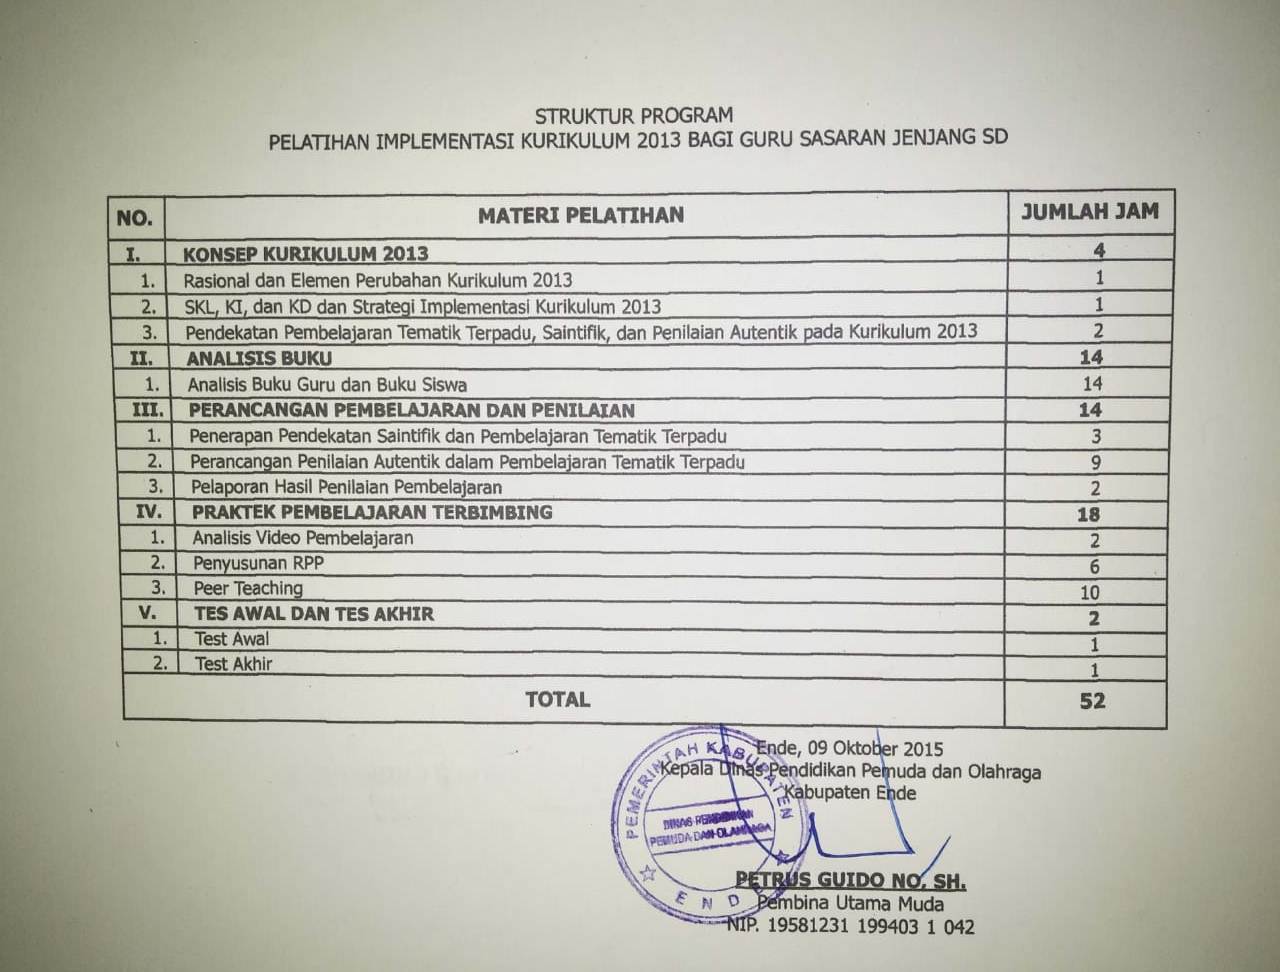 STRUKTUR PROGRAM
PELATIHAN IMPLEMENTASI KURIKULUM 2013 BAGI GURU SASARAN JENJANG SD
NO. MATERI PELATIHAN JUMLAH JAM
I. KONSEP KURIKULUM 2013 4
1. Rasional dan Elemen Perubahan Kurikulum 2013 1
2. SKL, KI, dan KD dan Strategi Implementasi Kurikulum 2013 1
3. Pendekatan Pembelajaran Tematik Terpadu, Saintifik, dan Penilaian Autentik pada Kurikulum 2013 2
II. ANALISIS BUKU 14
1. Analisis Buku Guru dan Buku Siswa 14
III. PERANCANGAN PEMBELAJARAN DAN PENILAIAN 14
1. Penerapan Pendekatan Saintifik dan Pembelajaran Tematik Terpadu 3
2. Perancangan Penilaian Autentik dalam Pembelajaran Tematik Terpadu 9
3. Pelaporan Hasil Penilaian Pembelajaran 2
IV. PRAKTEK PEMBELAJARAN TERBIMBING 18
1. Analisis Video Pembelajaran 2
2. Penyusunan RPP 6
3. Peer Teaching 10
V. TES AWAL DAN TES AKHIR 2
1. Test Awal 1
2. Test Akhir 1
TOTAL 52
Ende, 09 Oktober 2015
Kepala Dinas Pendidikan Pemuda dan Olahraga
Kabupaten Ende
PEMERINTAH KABUPATEN
DINAS PENDIDIKAN
PEMUDA DAN OLAHRAGA
ENDE
PETRUS GUIDO NO, SH.
Pembina Utama Muda
NIP. 19581231 199403 1 042